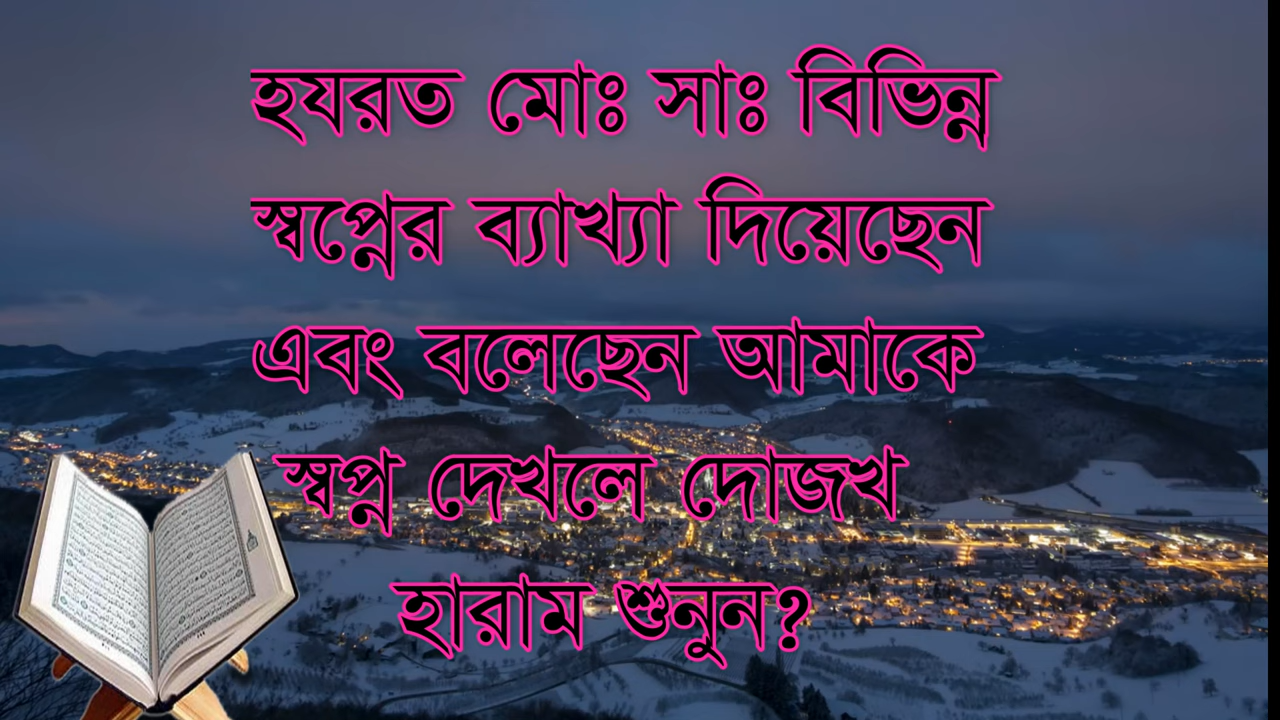 হযরত মোঃ সাঃ বিভিন্ন
স্বপ্নের ব্যাখ্যা দিয়েছেন
এবং বলেছেন আমাকে
স্বপ্ন দেখলে দোজখ
হারাম শুনুন?